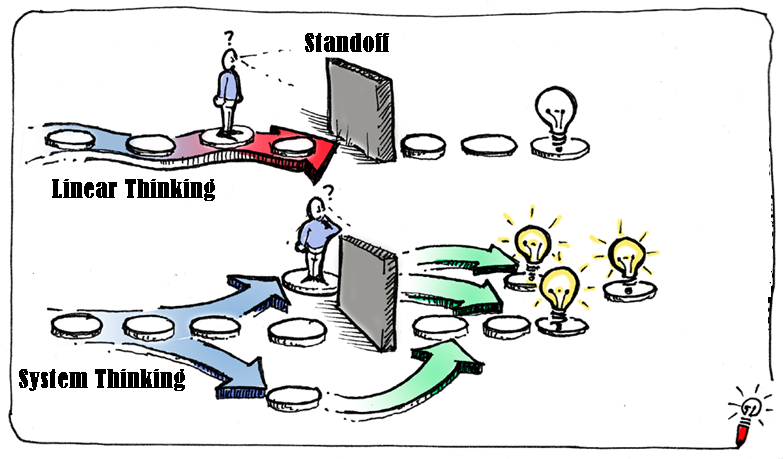 ?
Standoff
Linear Thinking
?
System Thinking